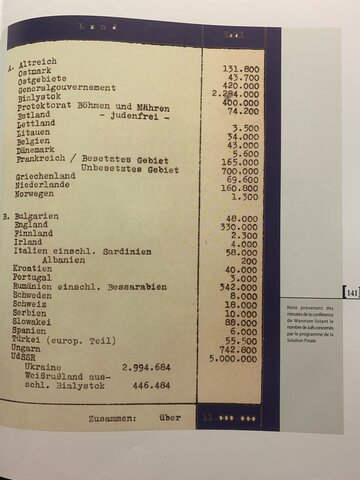 Land Zahl
A. Altreich 131.800
Ostmark 43.700
Ostgebiete 420.000
Generalgouvernement 2.284.000
Bialystok 400.000
Protektorat Böhmen und Mähren 74.200
Estland - judenfrei -
Lettland 3.500
Litauen 34.000
Belgien 43.000
Dänemark 5.600
Frankreich / Besetztes Gebiet 165.000
Unbesetztes Gebiet 700.000
Griechenland 69.600
Niederlande 160.800
Norwegen 1.300
B. Bulgarien 48.000
England 330.000
Finnland 2.300
Irland 4.000
Italien einschl. Sardinien 58.000
Albanien 200
Kroatien 40.000
Portugal 3.000
Rumänien einschl. Bessarabien 342.000
Schweden 8.000
Schweiz 18.000
Serbien 10.000
Slowakei 88.000
Spanien 6.000
Türkei (europ. Teil) 55.500
Ungarn 742.800
UdSSR 5.000.000
Ukraine 2.994.684
Weißrußland aus-
schl. Bialystok 446.484
Zusammen: über
141
Note provenant des
minutes de la conférence
de Wannsee listant le
nombre de Juifs concernés
par le programme de la
Solution Finale